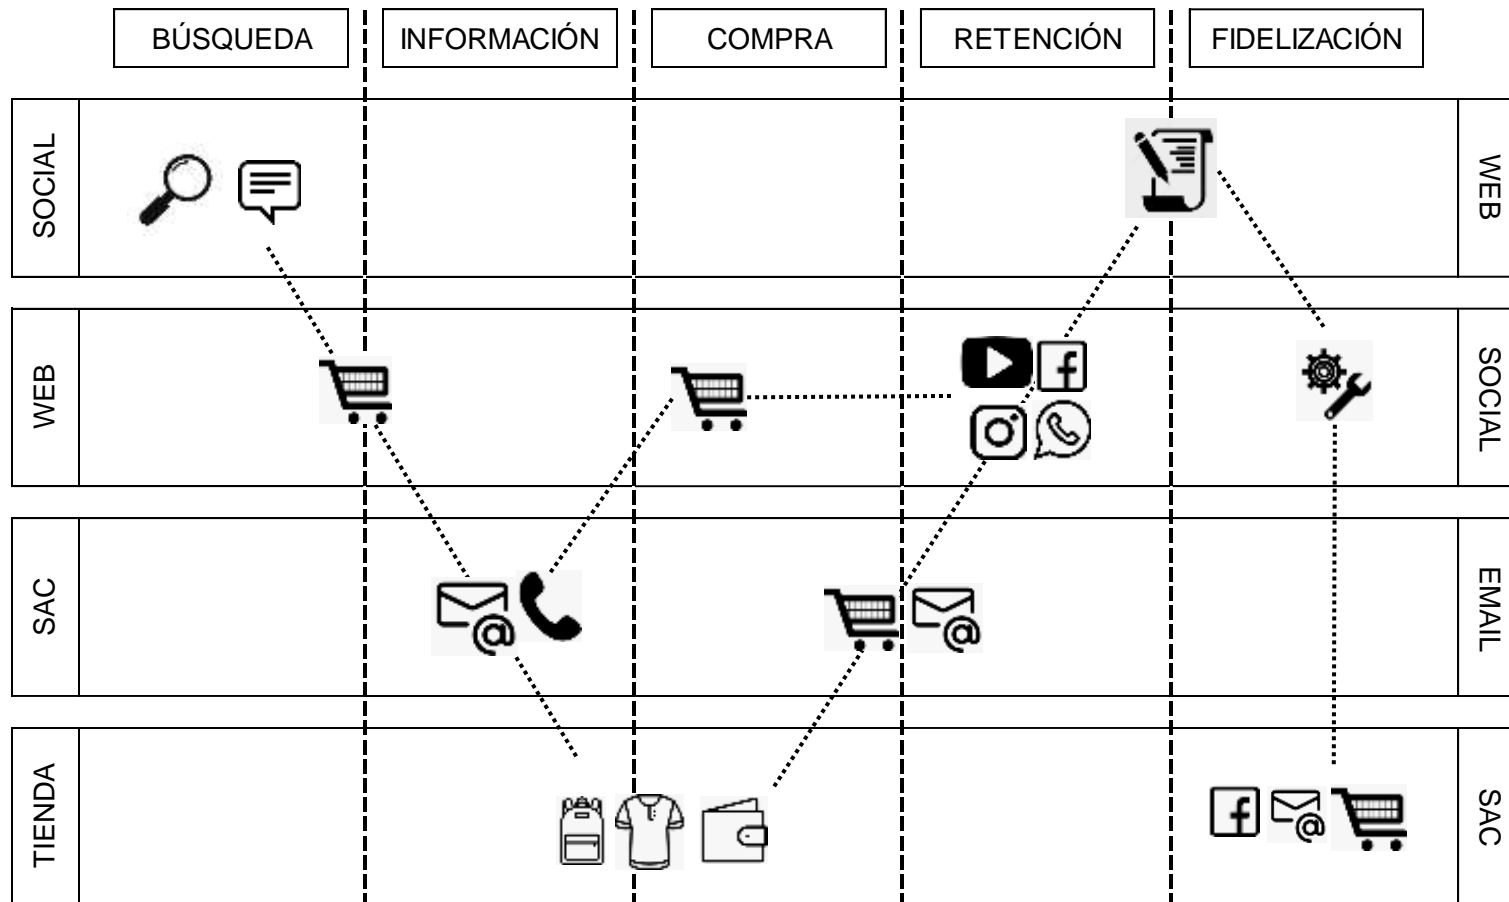 BÚSQUEDA
INFORMACIÓN
COMPRA
RETENCIÓN
FIDELIZACIÓN
SOCIAL
WEB
WEB
SOCIAL
SAC
EMAIL
TIENDA
SAC